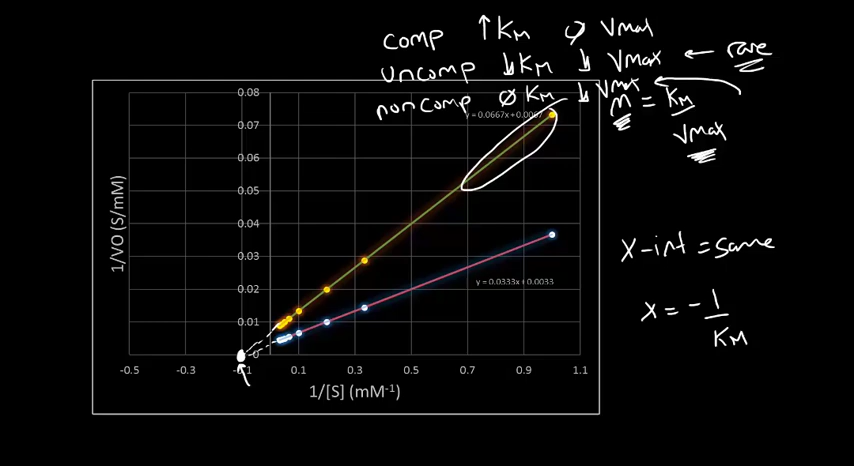 comp ↑ KM ∅ Vmax
uncomp ↓ KM ↓ Vmax ← rare
noncomp ∅ KM ↓ Vmax
m = KM / Vmax
y = 0.0667x + 0.0067
0.08
0.07
0.06
0.05
0.04
0.03
0.02
0.01
0
1/VO (S/mM)
y = 0.0333x + 0.0033
-0.5 -0.3 -0.1 0.1 0.3 0.5 0.7 0.9 1.1
1/[S] (mM⁻¹)
x-int = same
x = - 1 / KM